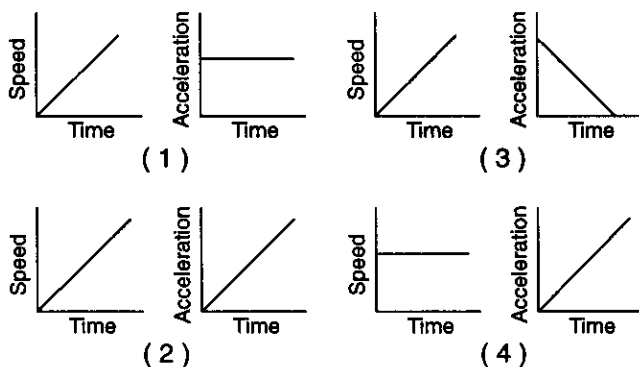 Speed
Time
Acceleration
Time
( 1 )
Speed
Time
Acceleration
Time
( 3 )
Speed
Time
Acceleration
Time
( 2 )
Speed
Time
Acceleration
Time
( 4 )